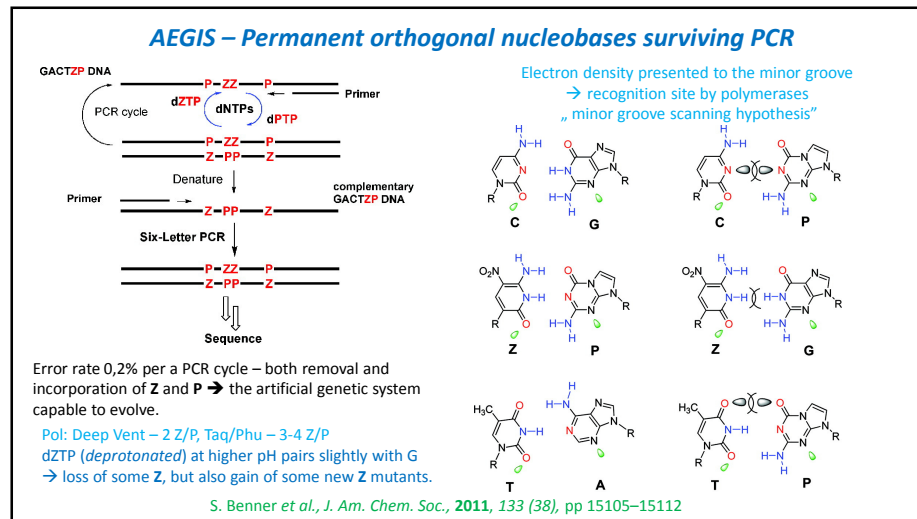 AEGIS – Permanent orthogonal nucleobases surviving PCR
GACTZP DNA
P ZZ P
dZTP
dNTPs
dPTP
Primer
PCR cycle
P ZZ P
Z PP Z
Denature
complementary
GACTZP DNA
Primer
Z PP Z
Six-Letter PCR
P ZZ P
Z PP Z
Sequence
Error rate 0,2% per a PCR cycle – both removal and
incorporation of Z and P ➔ the artificial genetic system
capable to evolve.
Pol: Deep Vent – 2 Z/P, Taq/Phu – 3-4 Z/P
dZTP (deprotonated) at higher pH pairs slightly with G
→ loss of some Z, but also gain of some new Z mutants.
Electron density presented to the minor groove
→ recognition site by polymerases
„ minor groove scanning hypothesis”
H
N-H
N
N
O
R
C
O
N
H-N
N
N
N
R
N-H
H
G
H
N-H
N
N
O
R
C
O
N
N
N
N
R
H-N
H
P
NO₂
H
N-H
N-H
O
R
Z
O
N
N
N
N
R
H-N
H
P
NO₂
H
N-H
N-H
O
R
Z
O
N
H-N
N
N
N
R
N-H
H
G
H₃C
O
N-H
N
O
R
T
H
H-N
N
N
N
N
R
A
H₃C
O
N-H
N
O
R
T
O
N
N
N
N
R
H-N
H
P
S. Benner et al., J. Am. Chem. Soc., 2011, 133 (38), pp 15105–15112